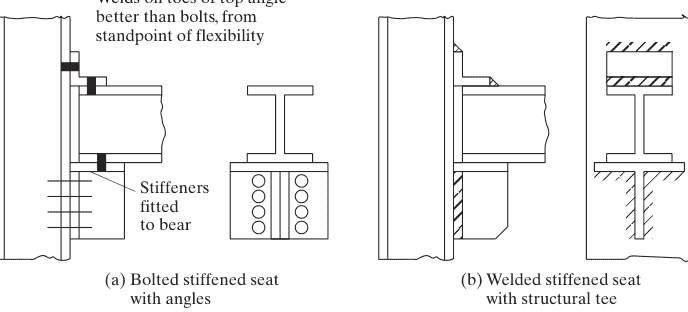 Welds on toes of top angle
better than bolts, from
standpoint of flexibility
Stiffeners
fitted
to bear
(a) Bolted stiffened seat
with angles
(b) Welded stiffened seat
with structural tee